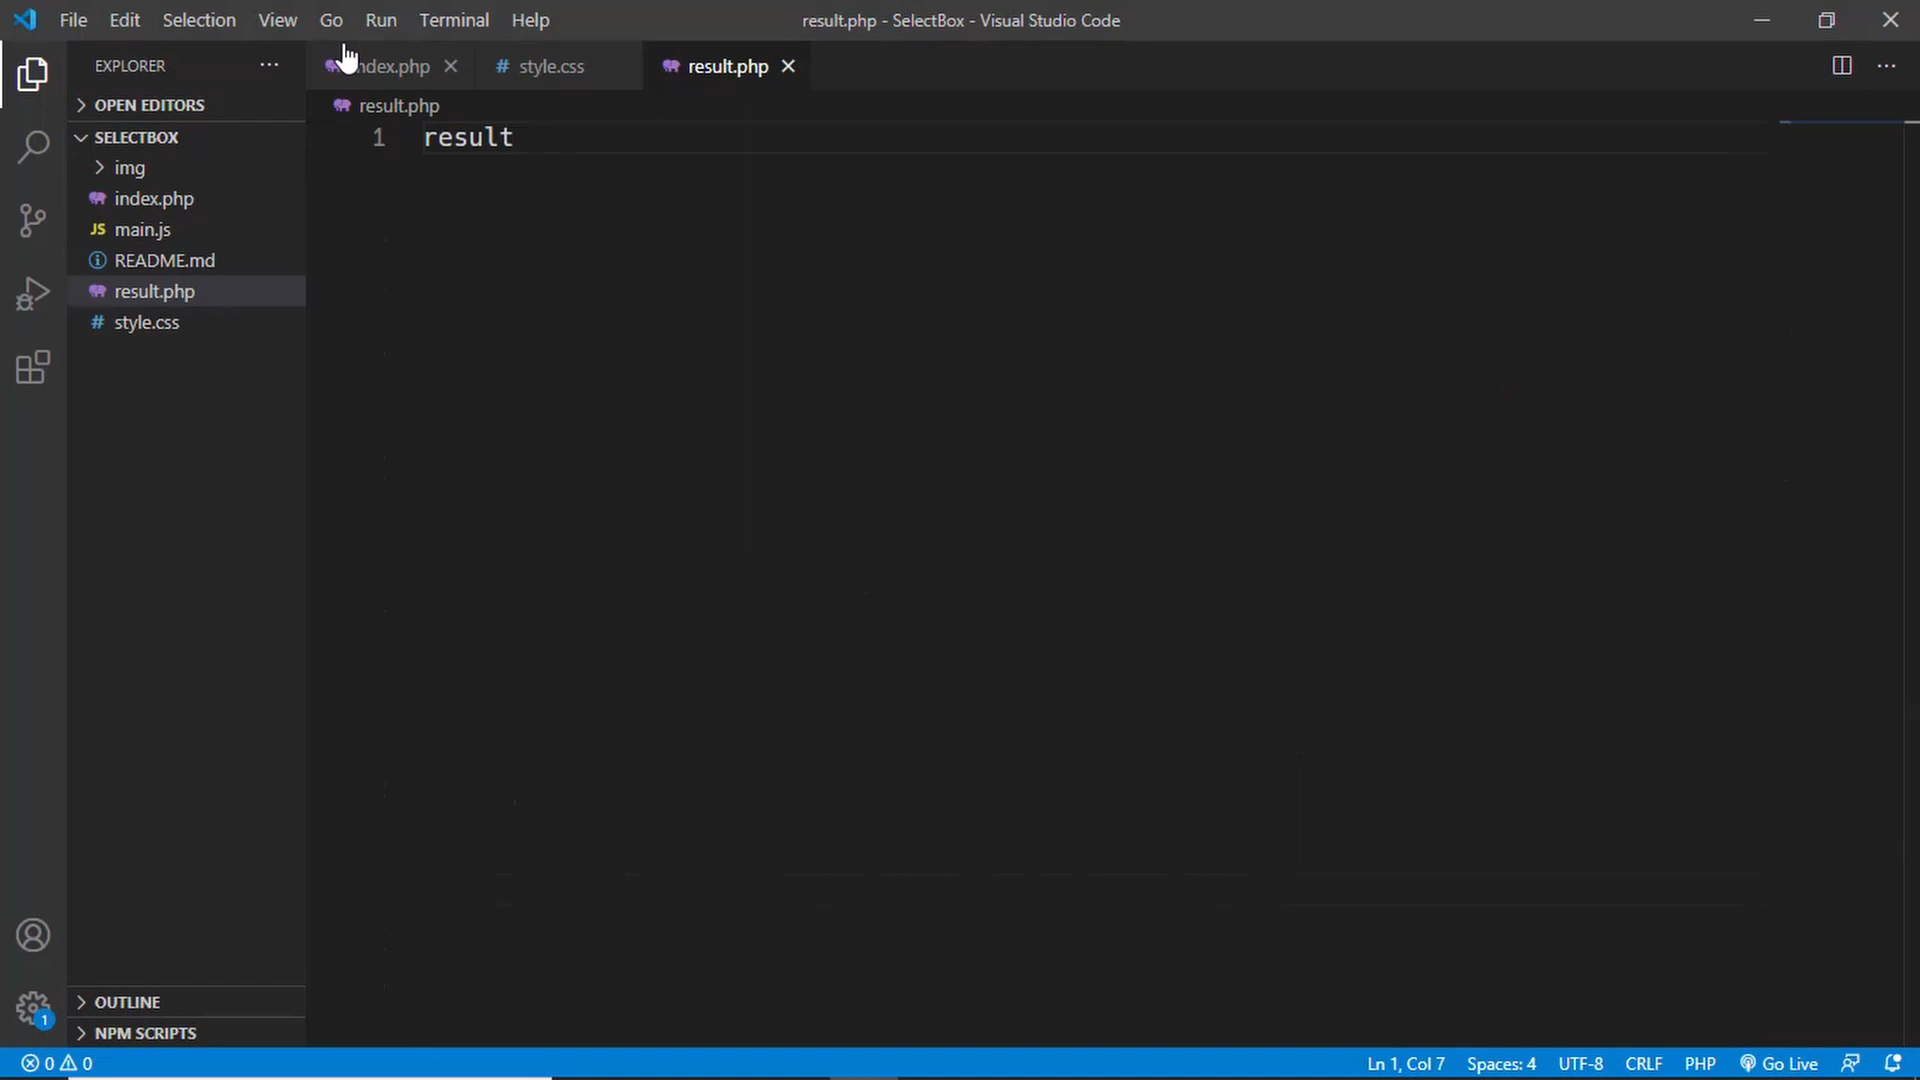 File Edit Selection View Go Run Terminal Help
result.php - SelectBox - Visual Studio Code
EXPLORER
index.php
# style.css
result.php
OPEN EDITORS
result.php
SELECTBOX
1 result
img
index.php
JS main.js
README.md
result.php
# style.css
OUTLINE
1
NPM SCRIPTS
0 0
Ln 1, Col 7 Spaces: 4 UTF-8 CRLF PHP Go Live